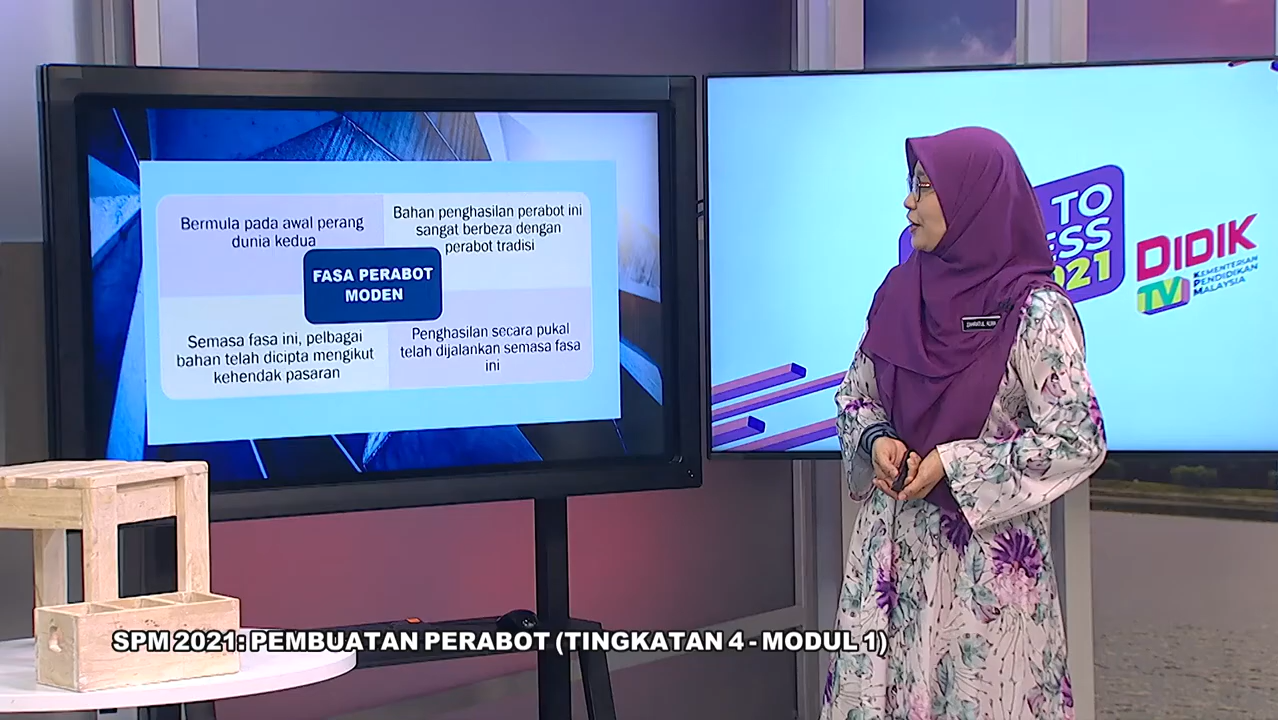 Bermula pada awal perang
dunia kedua
Bahan penghasilan perabot ini
sangat berbeza dengan
perabot tradisi
FASA PERABOT
MODEN
Semasa fasa ini, pelbagai
bahan telah dicipta mengikut
kehendak pasaran
Penghasilan secara pukal
telah dijalankan semasa fasa
ini
TO
DIDIK
TV
KEMENTERIAN
PENDIDIKAN
MALAYSIA
SPM 2021: PEMBUATAN PERABOT (TINGKATAN 4 - MODUL 1)